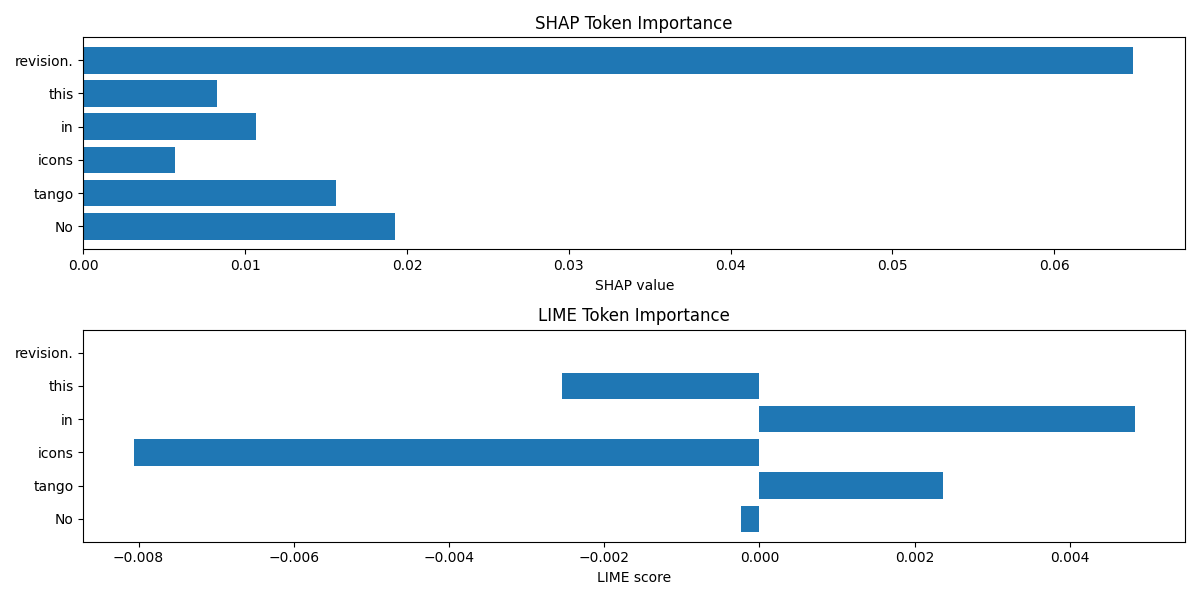 SHAP Token Importance
revision.
this
in
icons
tango
No
0.00 0.01 0.02 0.03 0.04 0.05 0.06
SHAP value
LIME Token Importance
revision.
this
in
icons
tango
No
−0.008 −0.006 −0.004 −0.002 0.000 0.002 0.004
LIME score